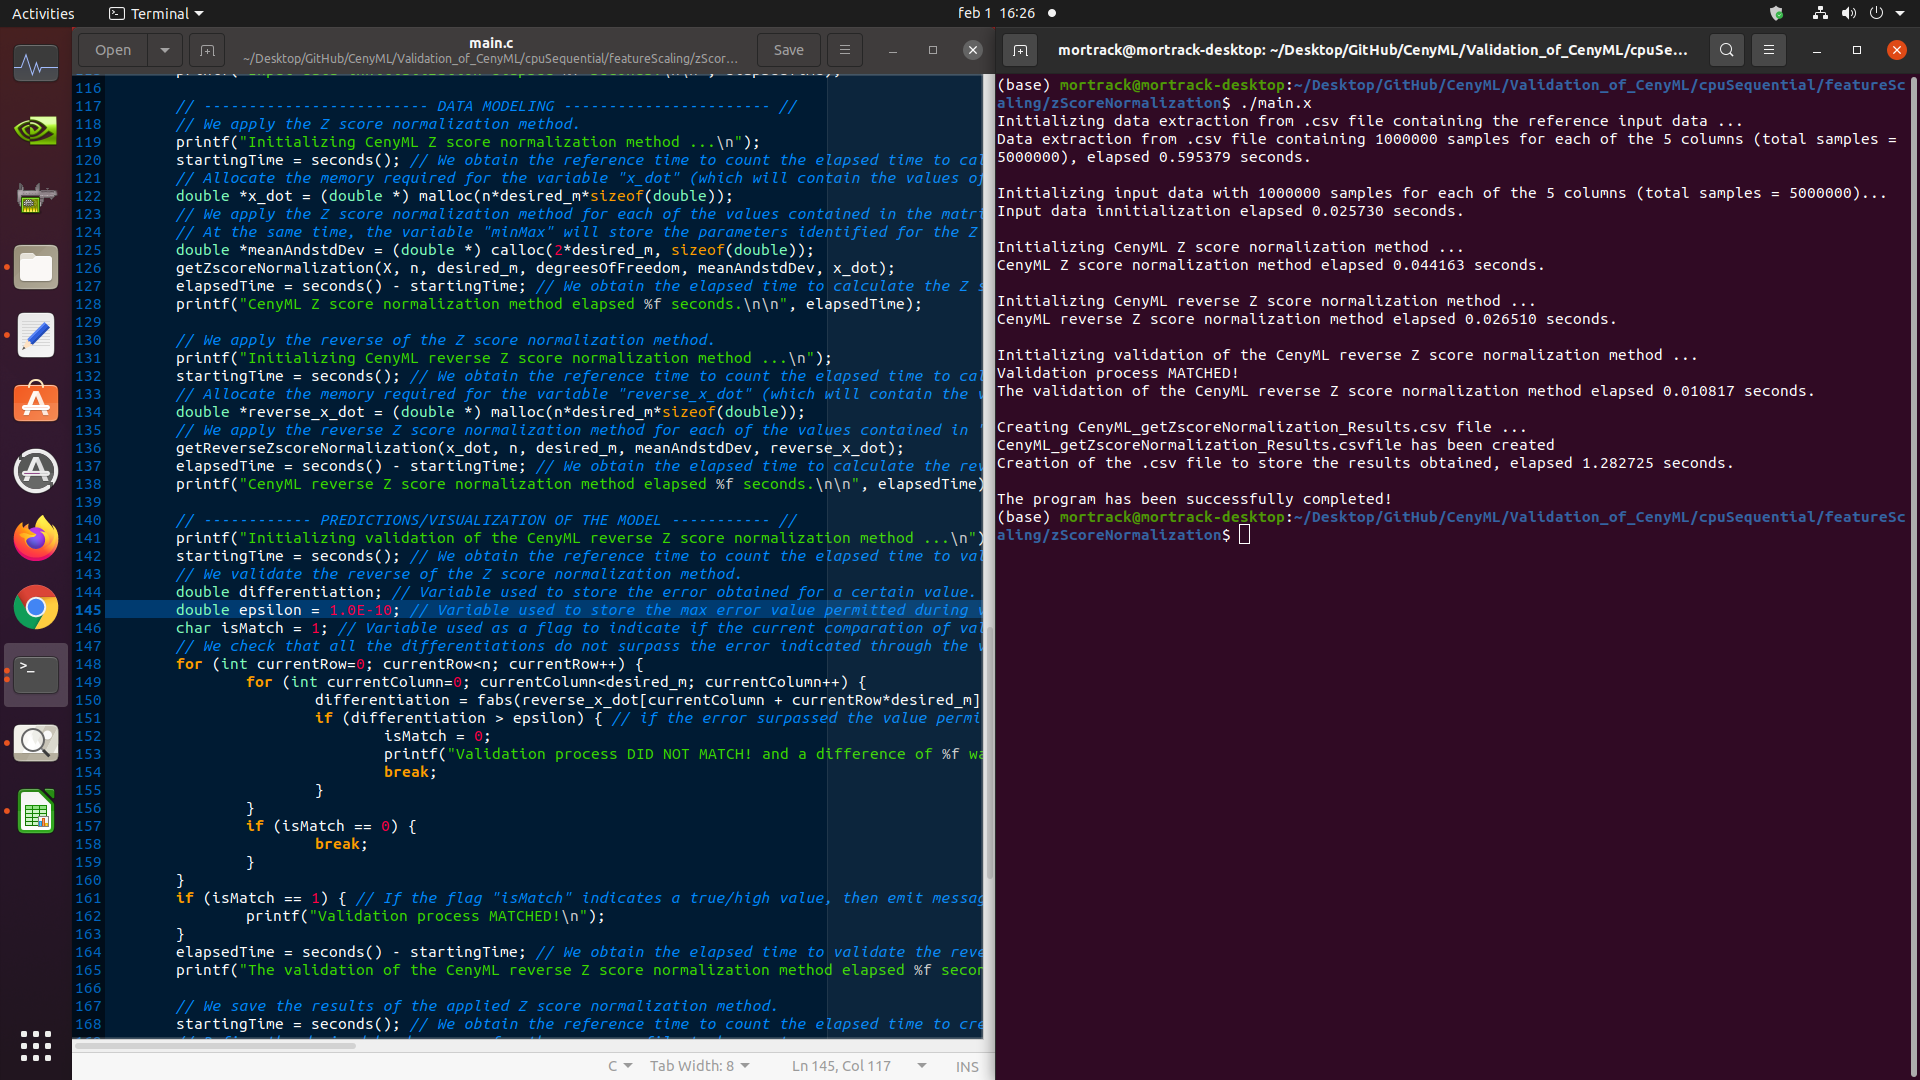 Activities
Terminal
feb 1 16:26
Open
main.c
~/Desktop/GitHub/CenyML/Validation_of_CenyML/cpuSequential/featureScaling/zScor...
Save
116
117 // ------------------------- DATA MODELING ----------------------- //
118 // We apply the Z score normalization method.
119 printf("Initializing CenyML Z score normalization method ...\n");
120 startingTime = seconds(); // We obtain the reference time to count the elapsed time to cal
121 // Allocate the memory required for the variable "x_dot" (which will contain the values of
122 double *x_dot = (double *) malloc(n*desired_m*sizeof(double));
123 // We apply the Z score normalization method for each of the values contained in the matri
124 // At the same time, the variable "minMax" will store the parameters identified for the Z
125 double *meanAndstdDev = (double *) calloc(2*desired_m, sizeof(double));
126 getZscoreNormalization(X, n, desired_m, degreesOfFreedom, meanAndstdDev, x_dot);
127 elapsedTime = seconds() - startingTime; // We obtain the elapsed time to calculate the Z s
128 printf("CenyML Z score normalization method elapsed %f seconds.\n\n", elapsedTime);
129
130 // We apply the reverse of the Z score normalization method.
131 printf("Initializing CenyML reverse Z score normalization method ...\n");
132 startingTime = seconds(); // We obtain the reference time to count the elapsed time to cal
133 // Allocate the memory required for the variable "reverse_x_dot" (which will contain the v
134 double *reverse_x_dot = (double *) malloc(n*desired_m*sizeof(double));
135 // We apply the reverse Z score normalization method for each of the values contained in "
136 getReverseZscoreNormalization(x_dot, n, desired_m, meanAndstdDev, reverse_x_dot);
137 elapsedTime = seconds() - startingTime; // We obtain the elapsed time to calculate the rev
138 printf("CenyML reverse Z score normalization method elapsed %f seconds.\n\n", elapsedTime)
139
140 // ------------ PREDICTIONS/VISUALIZATION OF THE MODEL ----------- //
141 printf("Initializing validation of the CenyML reverse Z score normalization method ...\n")
142 startingTime = seconds(); // We obtain the reference time to count the elapsed time to val
143 // We validate the reverse of the Z score normalization method.
144 double differentiation; // Variable used to store the error obtained for a certain value.
145 double epsilon = 1.0E-10; // Variable used to store the max error value permitted during v
146 char isMatch = 1; // Variable used as a flag to indicate if the current comparation of val
147 // We check that all the differentiations do not surpass the error indicated through the v
148 for (int currentRow=0; currentRow<n; currentRow++) {
149 for (int currentColumn=0; currentColumn<desired_m; currentColumn++) {
150 differentiation = fabs(reverse_x_dot[currentColumn + currentRow*desired_m]
151 if (differentiation > epsilon) { // if the error surpassed the value permi
152 isMatch = 0;
153 printf("Validation process DID NOT MATCH! and a difference of %f wa
154 break;
155 }
156 }
157 if (isMatch == 0) {
158 break;
159 }
160 }
161 if (isMatch == 1) { // If the flag "isMatch" indicates a true/high value, then emit messag
162 printf("Validation process MATCHED!\n");
163 }
164 elapsedTime = seconds() - startingTime; // We obtain the elapsed time to validate the reve
165 printf("The validation of the CenyML reverse Z score normalization method elapsed %f secon
166
167 // We save the results of the applied Z score normalization method.
168 startingTime = seconds(); // We obtain the reference time to count the elapsed time to cre
C
Tab Width: 8
Ln 145, Col 117
INS
mortrack@mortrack-desktop: ~/Desktop/GitHub/CenyML/Validation_of_CenyML/cpuSe...
(base) mortrack@mortrack-desktop:~/Desktop/GitHub/CenyML/Validation_of_CenyML/cpuSequential/featureSc
aling/zScoreNormalization$ ./main.x
Initializing data extraction from .csv file containing the reference input data ...
Data extraction from .csv file containing 1000000 samples for each of the 5 columns (total samples =
5000000), elapsed 0.595379 seconds.
Initializing input data with 1000000 samples for each of the 5 columns (total samples = 5000000)...
Input data innitialization elapsed 0.025730 seconds.
Initializing CenyML Z score normalization method ...
CenyML Z score normalization method elapsed 0.044163 seconds.
Initializing CenyML reverse Z score normalization method ...
CenyML reverse Z score normalization method elapsed 0.026510 seconds.
Initializing validation of the CenyML reverse Z score normalization method ...
Validation process MATCHED!
The validation of the CenyML reverse Z score normalization method elapsed 0.010817 seconds.
Creating CenyML_getZscoreNormalization_Results.csv file ...
CenyML_getZscoreNormalization_Results.csvfile has been created
Creation of the .csv file to store the results obtained, elapsed 1.282725 seconds.
The program has been successfully completed!
(base) mortrack@mortrack-desktop:~/Desktop/GitHub/CenyML/Validation_of_CenyML/cpuSequential/featureSc
aling/zScoreNormalization$